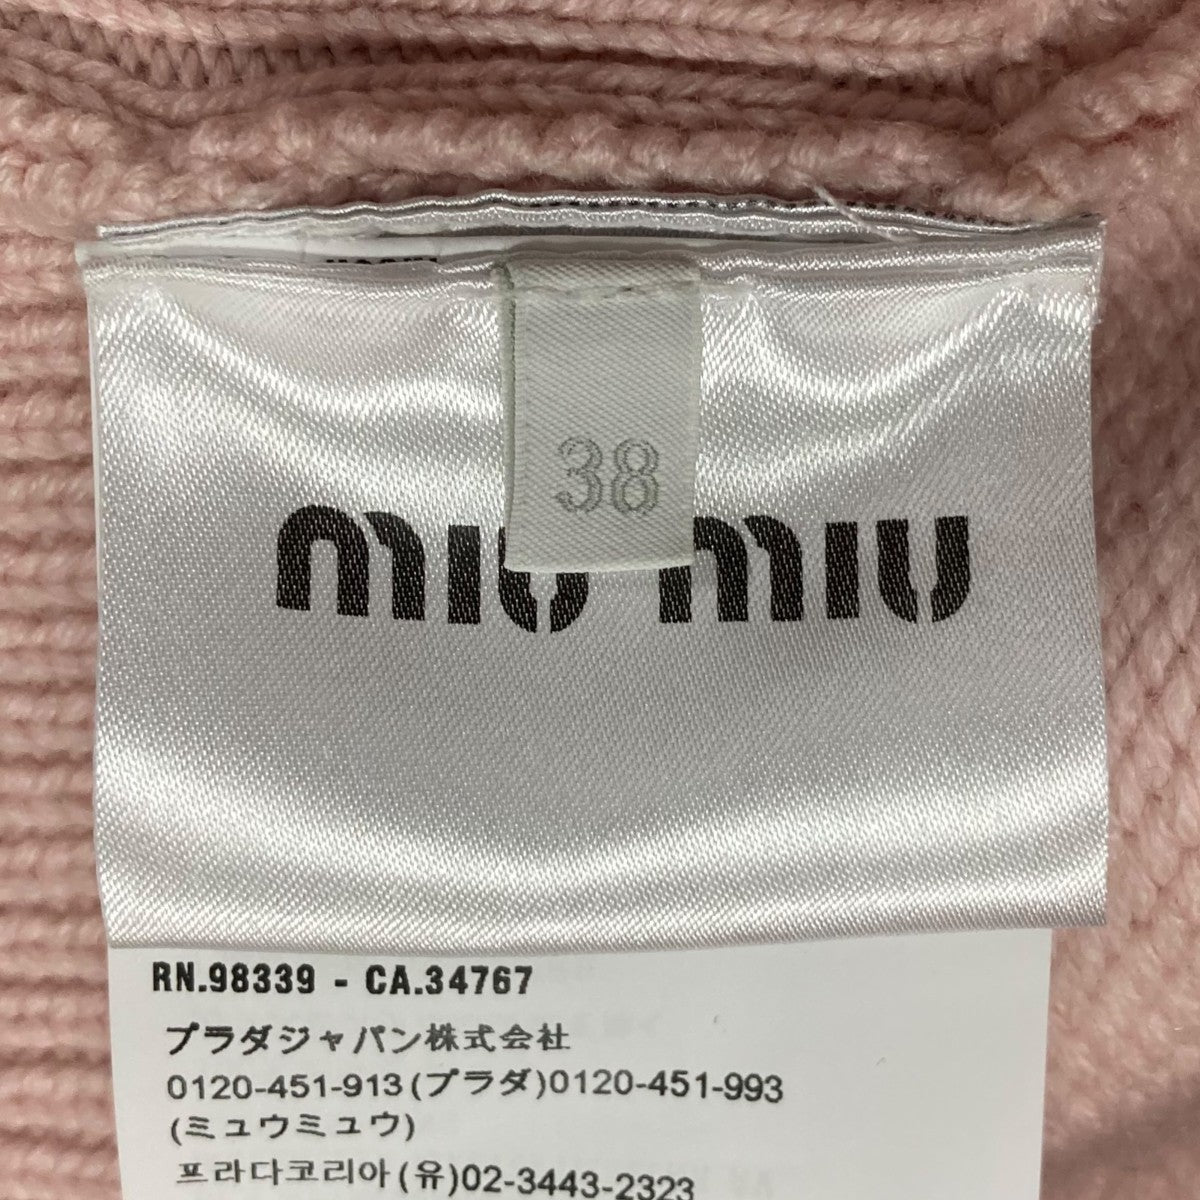 38
miu miu
RN.98339 - CA.34767
プラダジャパン株式会社
0120-451-913(プラダ)0120-451-993
(ミュウミュウ)
프라다코리아(유)02-3443-2323